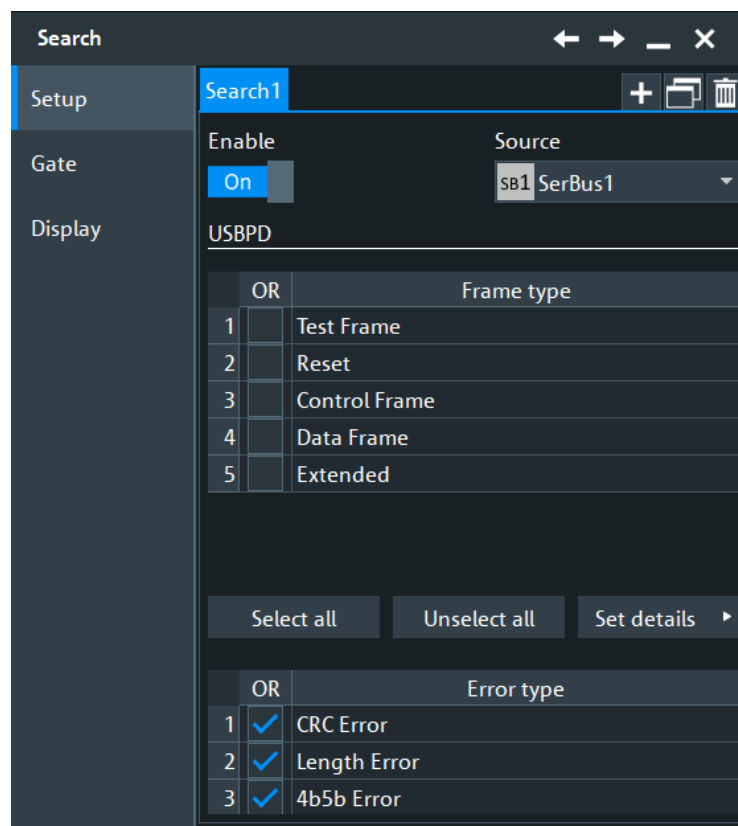 Search
Setup
Gate
Display
Search1
Enable
Source
On
SB1 SerBus1
USBPD
OR Frame type
1 Test Frame
2 Reset
3 Control Frame
4 Data Frame
5 Extended
Select all Unselect all Set details
OR Error type
1 CRC Error
2 Length Error
3 4b5b Error